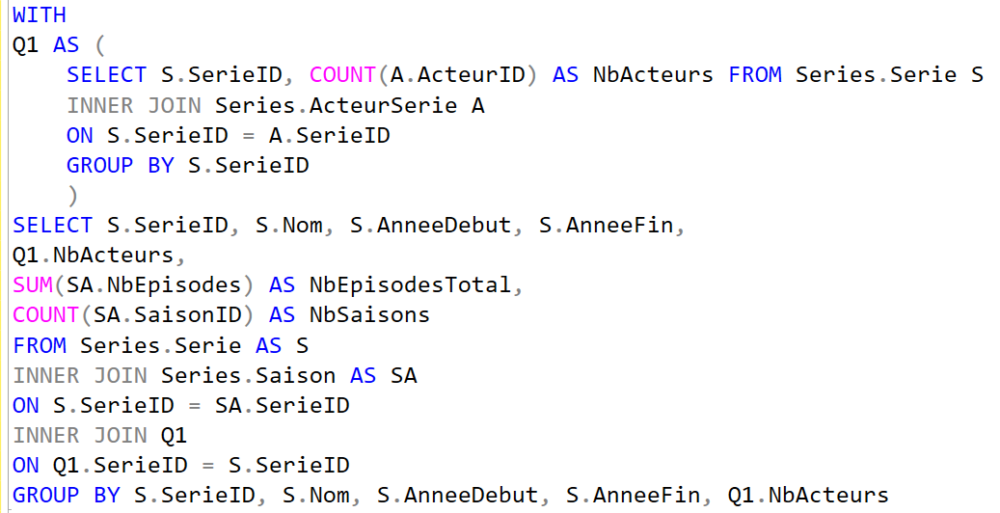 WITH
Q1 AS (
SELECT S.SerieID, COUNT(A.ActeurID) AS NbActeurs FROM Series.Serie S
INNER JOIN Series.ActeurSerie A
ON S.SerieID = A.SerieID
GROUP BY S.SerieID
)
SELECT S.SerieID, S.Nom, S.AnneeDebut, S.AnneeFin,
Q1.NbActeurs,
SUM(SA.NbEpisodes) AS NbEpisodesTotal,
COUNT(SA.SaisonID) AS NbSaisons
FROM Series.Serie AS S
INNER JOIN Series.Saison AS SA
ON S.SerieID = SA.SerieID
INNER JOIN Q1
ON Q1.SerieID = S.SerieID
GROUP BY S.SerieID, S.Nom, S.AnneeDebut, S.AnneeFin, Q1.NbActeurs